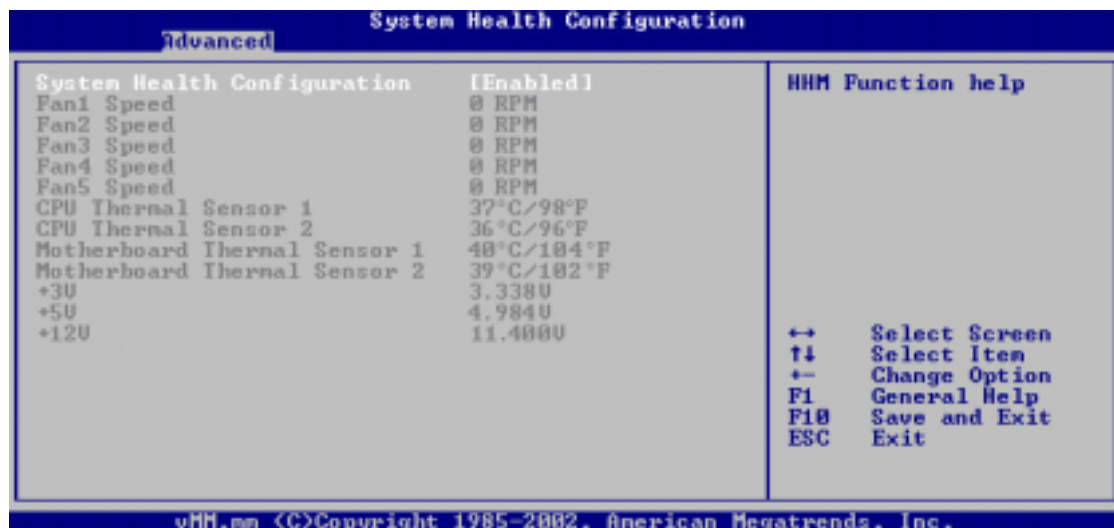 System Health Configuration
Advanced
System Health Configuration [Enabled]
Fan1 Speed 0 RPM
Fan2 Speed 0 RPM
Fan3 Speed 0 RPM
Fan4 Speed 0 RPM
Fan5 Speed 0 RPM
CPU Thermal Sensor 1 37°C/98°F
CPU Thermal Sensor 2 36°C/96°F
Motherboard Thermal Sensor 1 40°C/104°F
Motherboard Thermal Sensor 2 39°C/102°F
+3V 3.338V
+5V 4.984V
+12V 11.400V
HHM Function help
←→ Select Screen
↑↓ Select Item
+- Change Option
F1 General Help
F10 Save and Exit
ESC Exit
vMM.mm (C)Copyright 1985-2002, American Megatrends, Inc.